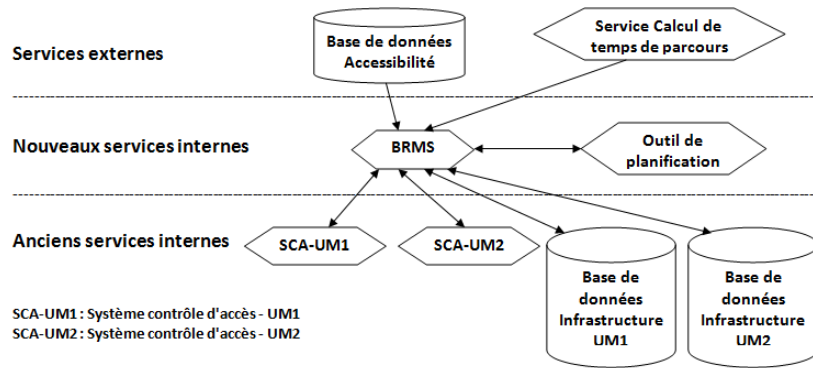 Services externes
Base de données
Accessibilité
Service Calcul de
temps de parcours
Nouveaux services internes
BRMS
Outil de
planification
Anciens services internes
SCA-UM1
SCA-UM2
Base de
données
Infrastructure
UM1
Base de
données
Infrastructure
UM2
SCA-UM1 : Système contrôle d'accès - UM1
SCA-UM2 : Système contrôle d'accès - UM2